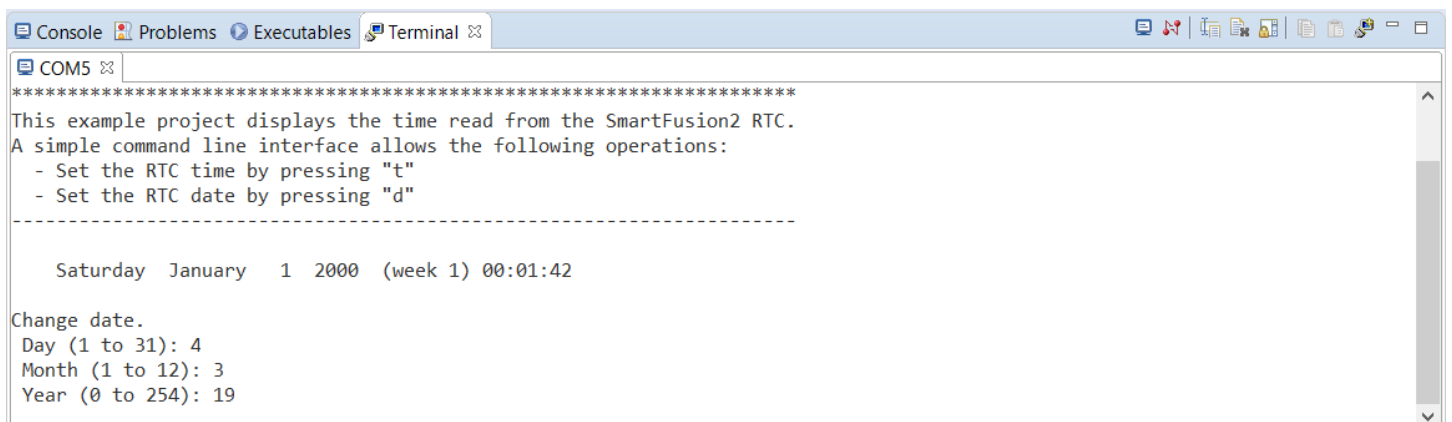 Console Problems Executables Terminal
COM5
**********************************************************************
This example project displays the time read from the SmartFusion2 RTC.
A simple command line interface allows the following operations:
  - Set the RTC time by pressing "t"
  - Set the RTC date by pressing "d"
----------------------------------------------------------------------
    Saturday  January   1  2000  (week 1) 00:01:42
Change date.
 Day (1 to 31): 4
 Month (1 to 12): 3
 Year (0 to 254): 19